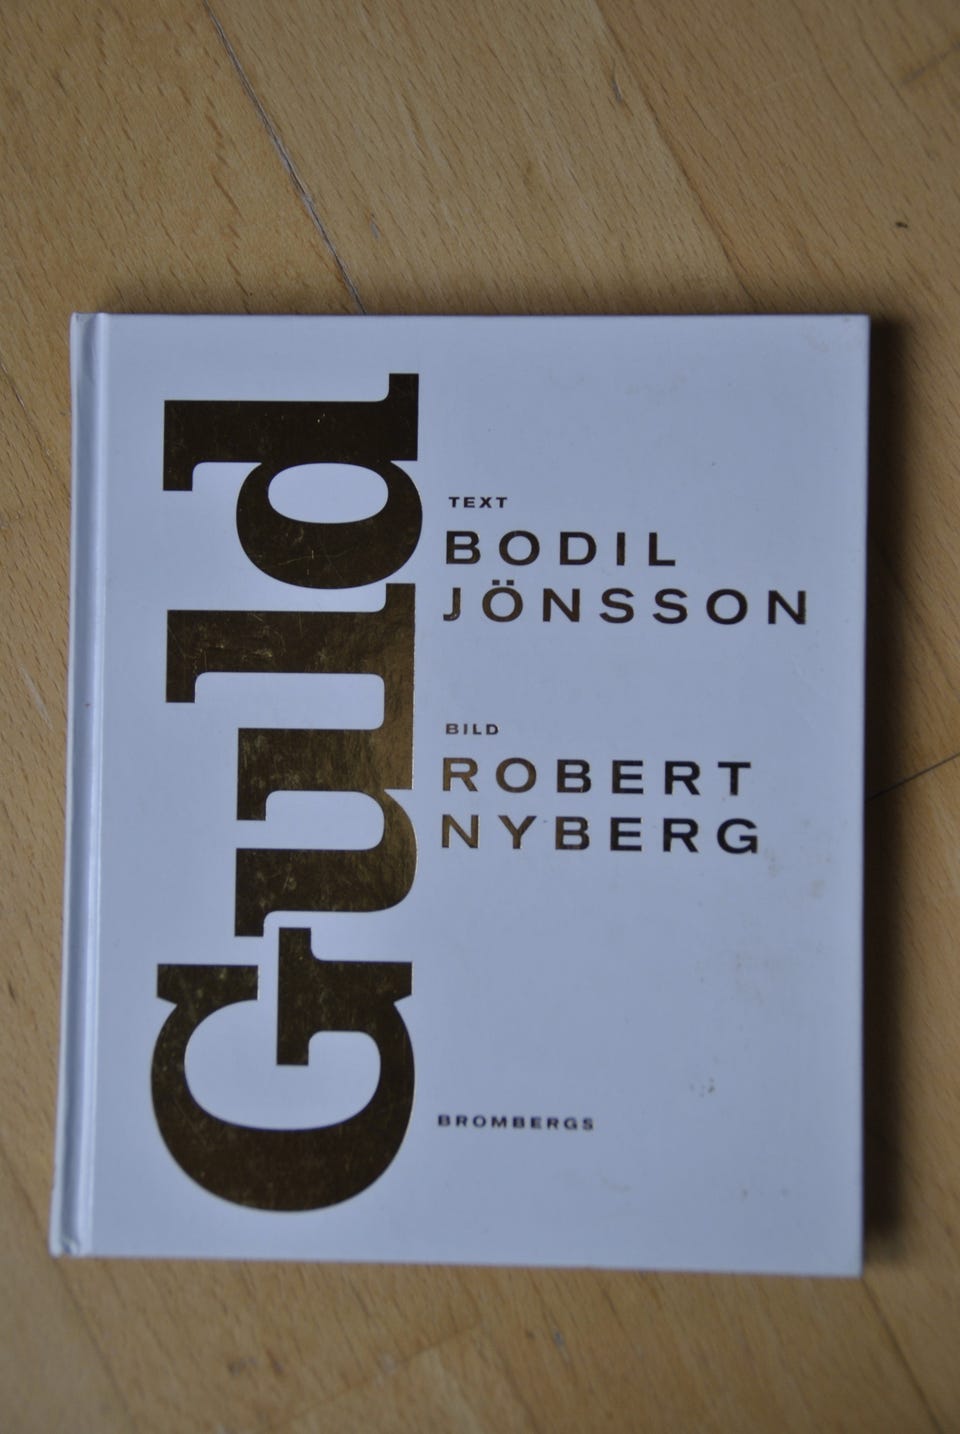 Guld
TEXT
BODIL
JÖNSSON
BILD
ROBERT
NYBERG
BROMBERGS